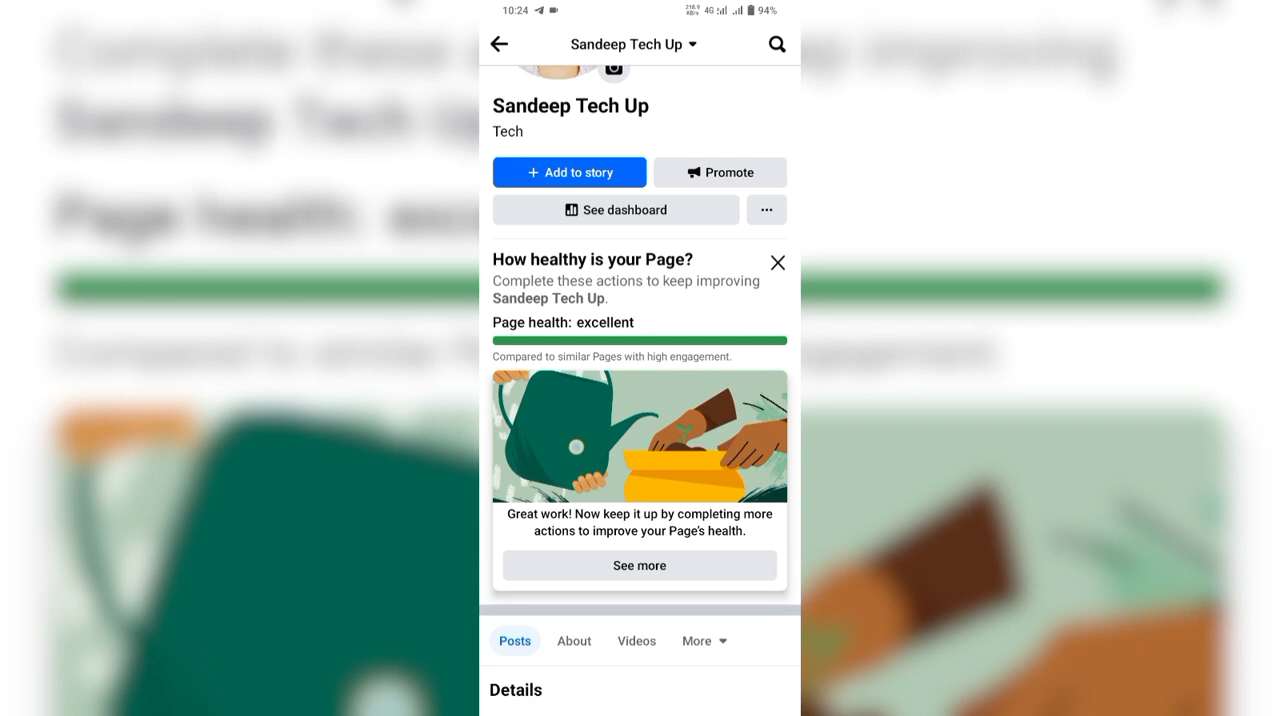 10:24
218.9 KB/s 4G 94%
Sandeep Tech Up
Sandeep Tech Up
Tech
+ Add to story
Promote
See dashboard
...
How healthy is your Page?
Complete these actions to keep improving
Sandeep Tech Up.
Page health: excellent
Compared to similar Pages with high engagement.
Great work! Now keep it up by completing more
actions to improve your Page's health.
See more
Posts About Videos More
Details